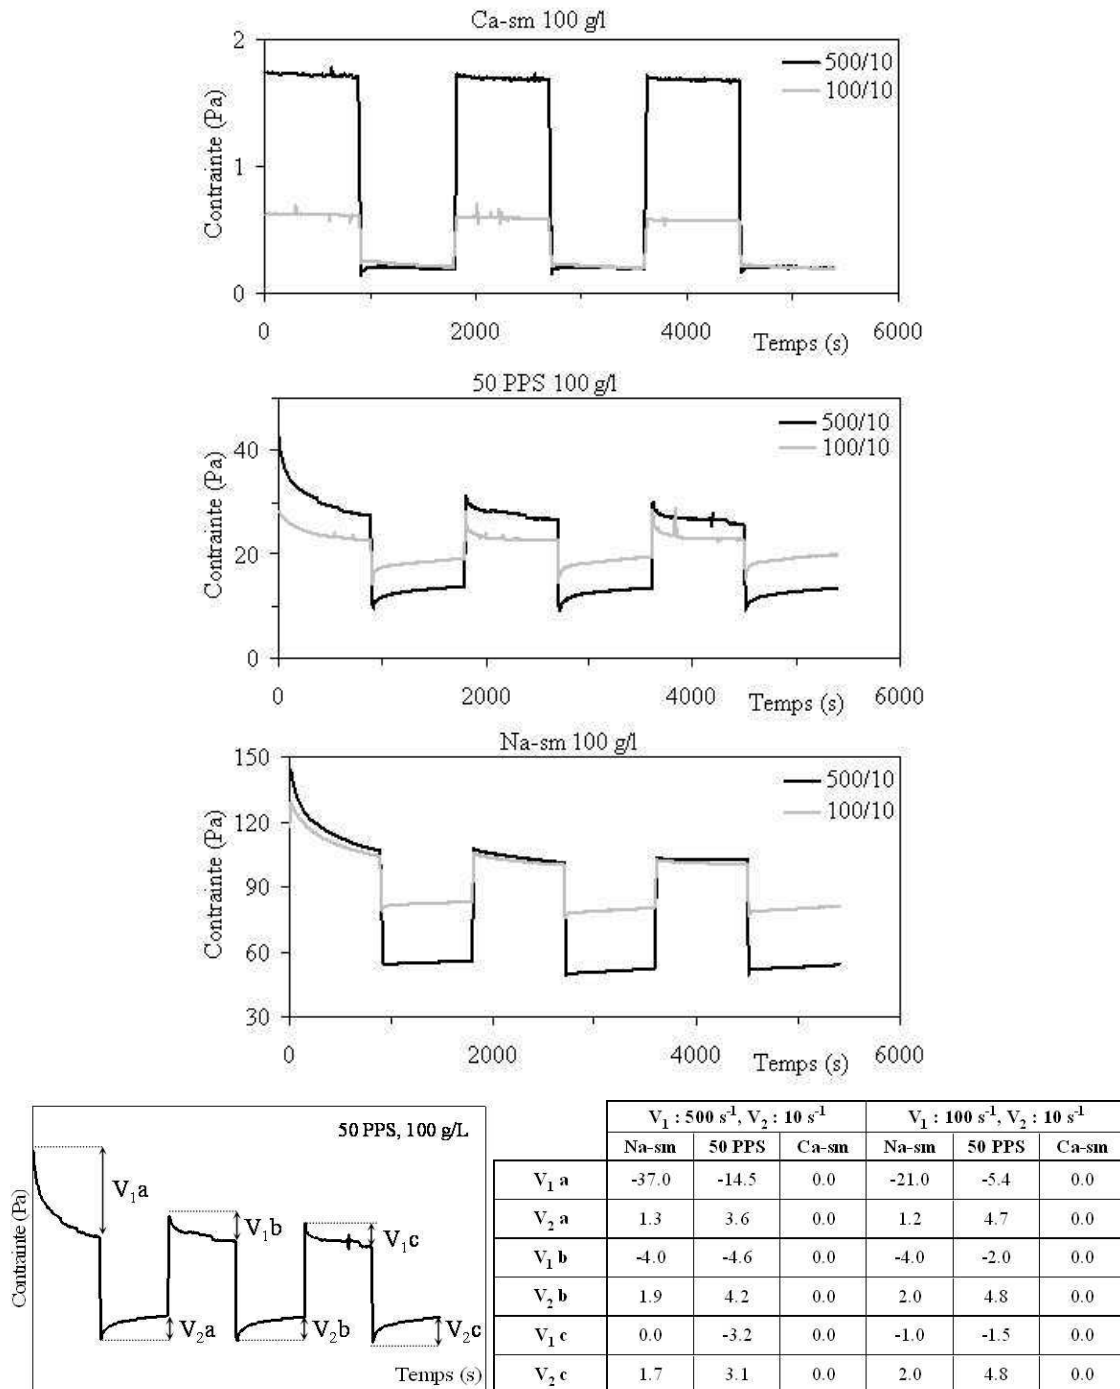 Ca-sm 100 g/l
2
1
0
Contrainte (Pa)
500/10
100/10
0 2000 4000 6000
Temps (s)
50 PPS 100 g/l
40
20
0
Contrainte (Pa)
500/10
100/10
0 2000 4000 6000
Temps (s)
Na-sm 100 g/l
150
120
90
60
30
Contrainte (Pa)
500/10
100/10
0 2000 4000 6000
Temps (s)
50 PPS, 100 g/L
Contrainte (Pa)
V₁a
V₁b
V₁c
V₂a
V₂b
V₂c
Temps (s)
V₁ : 500 s⁻¹, V₂ : 10 s⁻¹ V₁ : 100 s⁻¹, V₂ : 10 s⁻¹
Na-sm 50 PPS Ca-sm Na-sm 50 PPS Ca-sm
V₁ a -37.0 -14.5 0.0 -21.0 -5.4 0.0
V₂ a 1.3 3.6 0.0 1.2 4.7 0.0
V₁ b -4.0 -4.6 0.0 -4.0 -2.0 0.0
V₂ b 1.9 4.2 0.0 2.0 4.8 0.0
V₁ c 0.0 -3.2 0.0 -1.0 -1.5 0.0
V₂ c 1.7 3.1 0.0 2.0 4.8 0.0